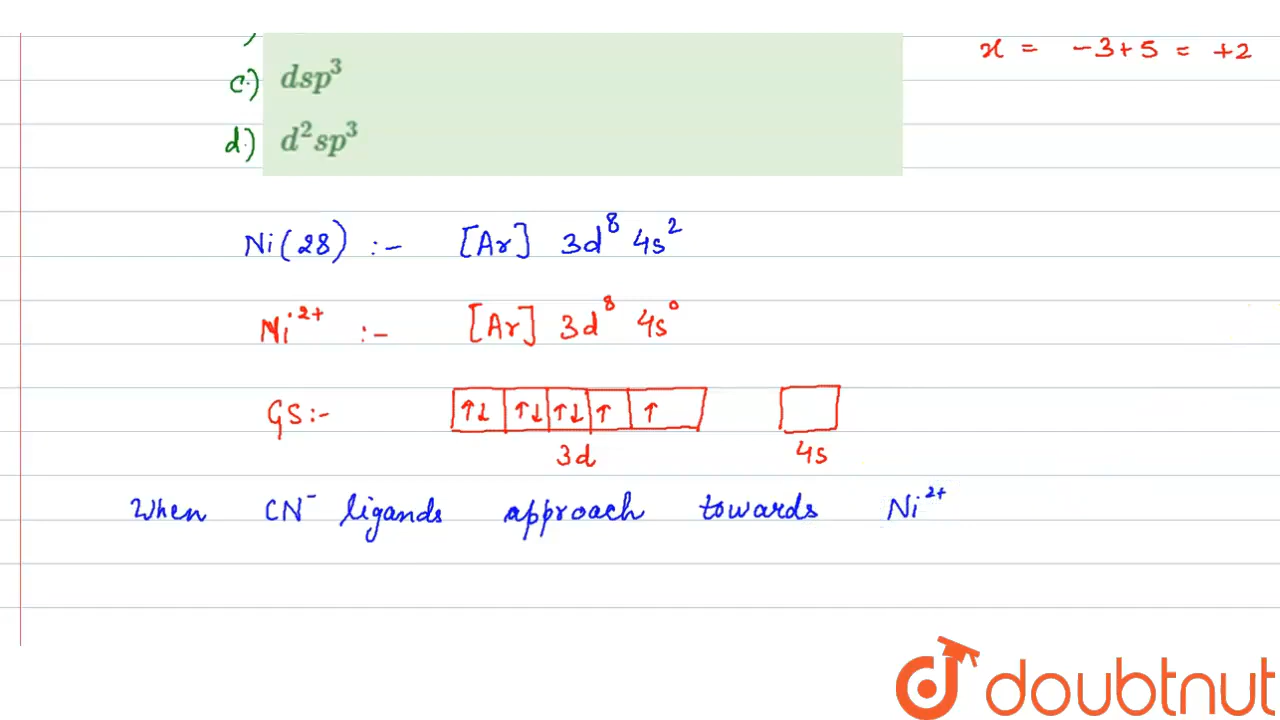 x = -3+5 = +2
c.) dsp³
d.) d²sp³
Ni(28) :- [Ar] 3d⁸ 4s²
Ni²⁺ :- [Ar] 3d⁸ 4s⁰
GS:- ↑↓ ↑↓ ↑↓ ↑ ↑
3d 4s
When CN⁻ ligands approach towards Ni²⁺
doubtnut